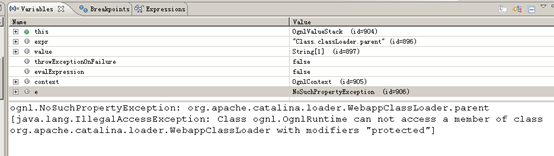 Variables Breakpoints Expressions
Name Value
this OgnlValueStack (id=904)
expr "Class.classLoader.parent" (id=896)
value String[1] (id=897)
throwExceptionOnFailure false
evalExpression false
context OgnlContext (id=905)
e NoSuchPropertyException (id=906)
ognl.NoSuchPropertyException: org.apache.catalina.loader.WebappClassLoader.parent
[java.lang.IllegalAccessException: Class ognl.OgnlRuntime can not access a member of class
org.apache.catalina.loader.WebappClassLoader with modifiers "protected"]